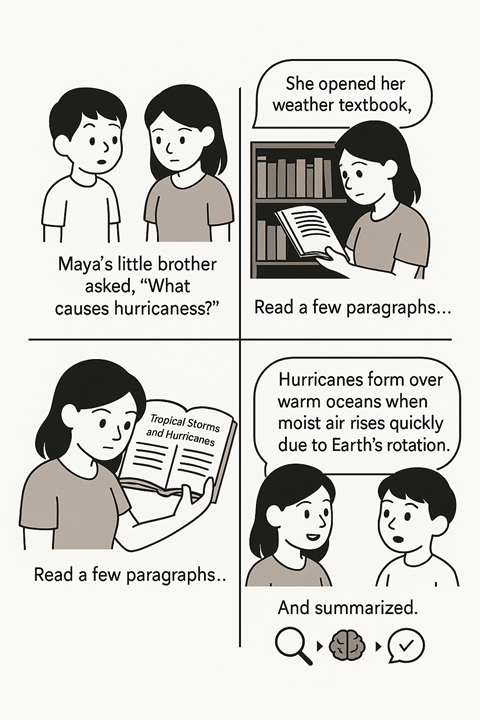 Maya’s little brother
asked, “What
causes hurricaness?”
She opened her
weather textbook,
Read a few paragraphs...
Tropical Storms
and Hurricanes
Read a few paragraphs..
Hurricanes form over
warm oceans when
moist air rises quickly
due to Earth’s rotation.
And summarized.